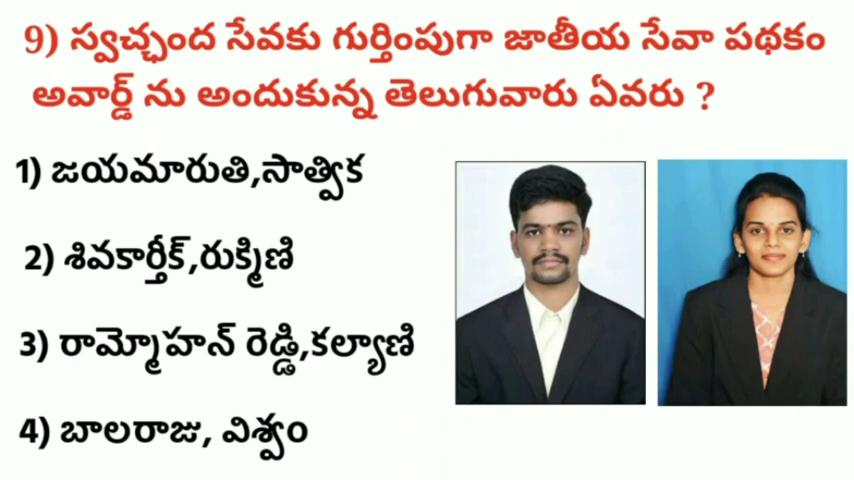 9) స్వచ్ఛంద సేవకు గుర్తింపుగా జాతీయ సేవా పథకం
అవార్డ్ ను అందుకున్న తెలుగువారు ఏవరు ?
1) జయమారుతి,సాత్విక
2) శివకార్తీక్,రుక్మిణి
3) రామ్మోహన్ రెడ్డి,కల్యాణి
4) బాలరాజు, విశ్వం